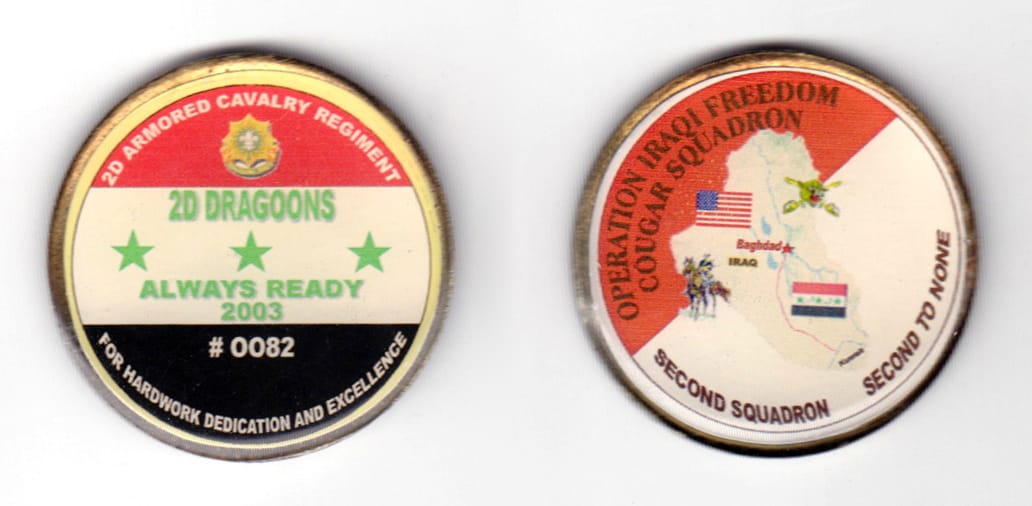 2D ARMORED CAVALRY REGIMENT
2D DRAGOONS
ALWAYS READY
2003
# 0082
FOR HARDWORK DEDICATION AND EXCELLENCE
OPERATION IRAQI FREEDOM
COUGAR SQUADRON
Baghdad
IRAQ
Kuwait
SECOND SQUADRON
SECOND TO NONE